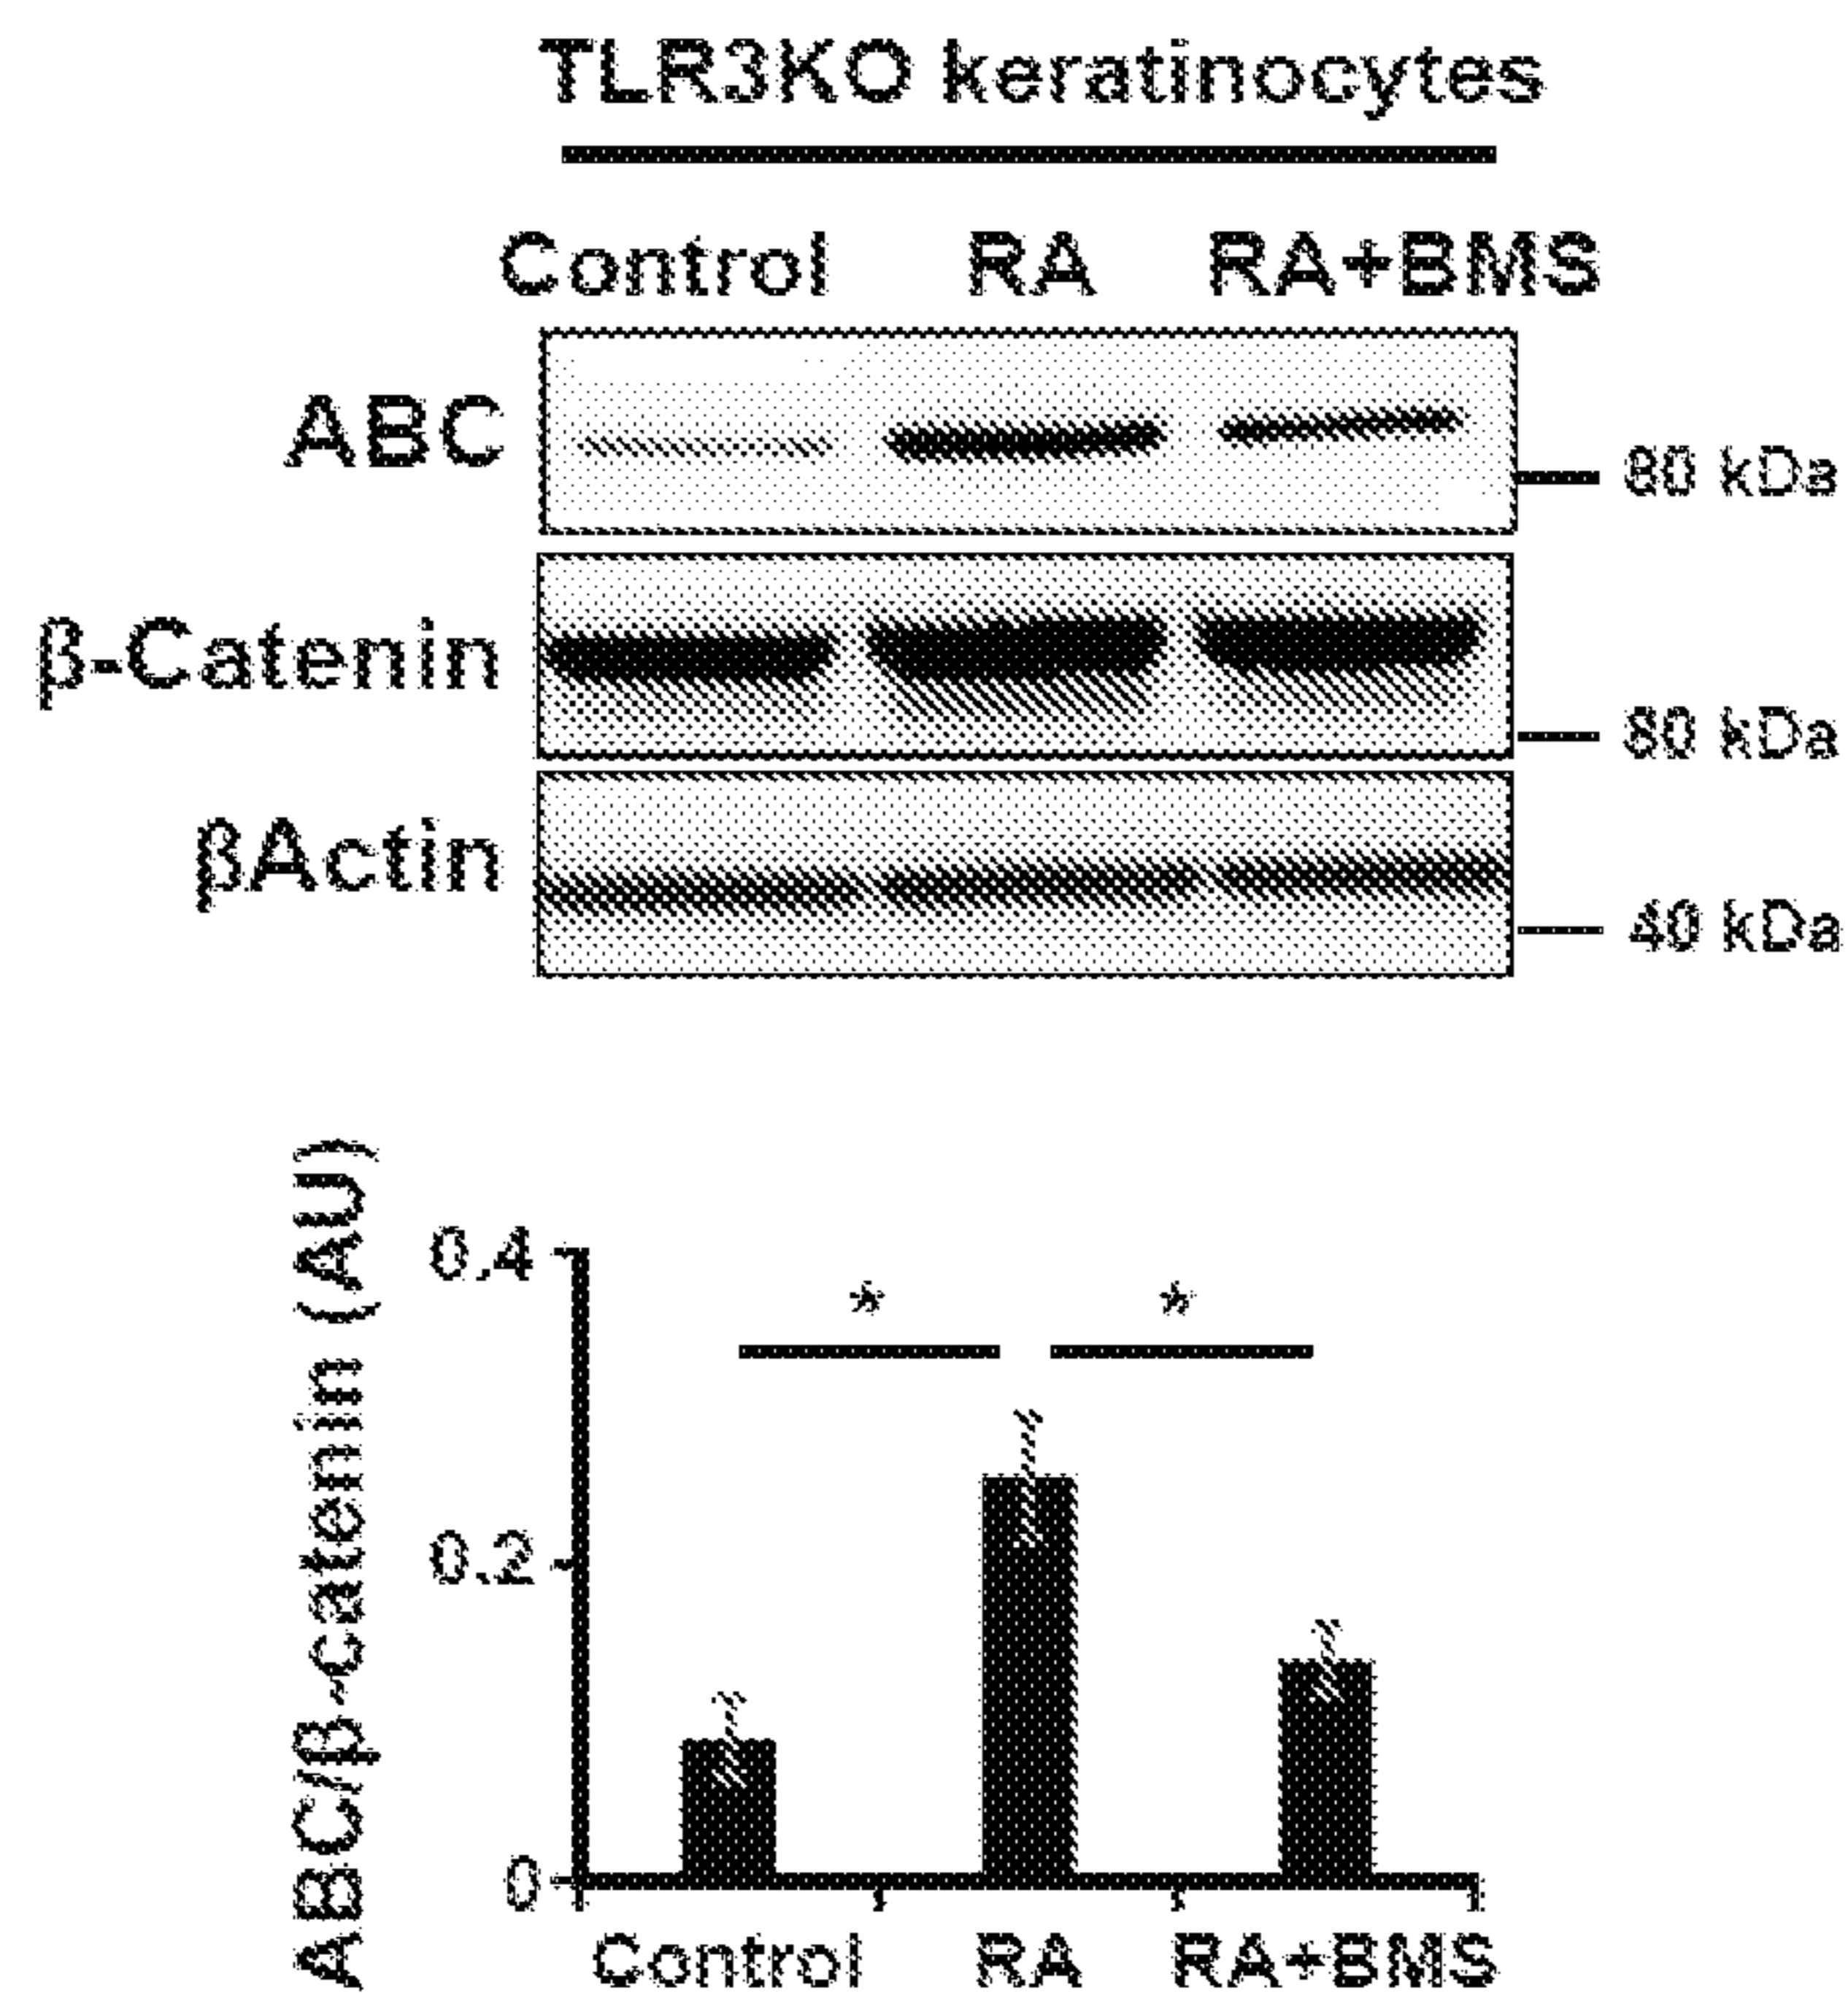 TLR3KO keratinocytes
Control RA RA+BMS
ABC
80 kDa
β-Catenin
80 kDa
βActin
40 kDa
ABC/β-catenin (AU)
0.4
* *
0.2
0
Control RA RA+BMS